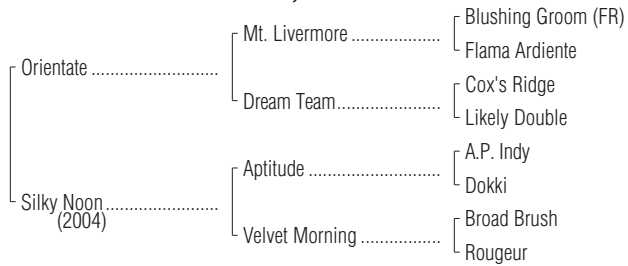 Blushing Groom (FR)
Mt. Livermore ....................
Flama Ardiente
Orientate ............................
Cox's Ridge
Dream Team.......................
Likely Double
A.P. Indy
Aptitude .............................
Dokki
Silky Noon.........................
(2004)
Broad Brush
Velvet Morning .................
Rougeur